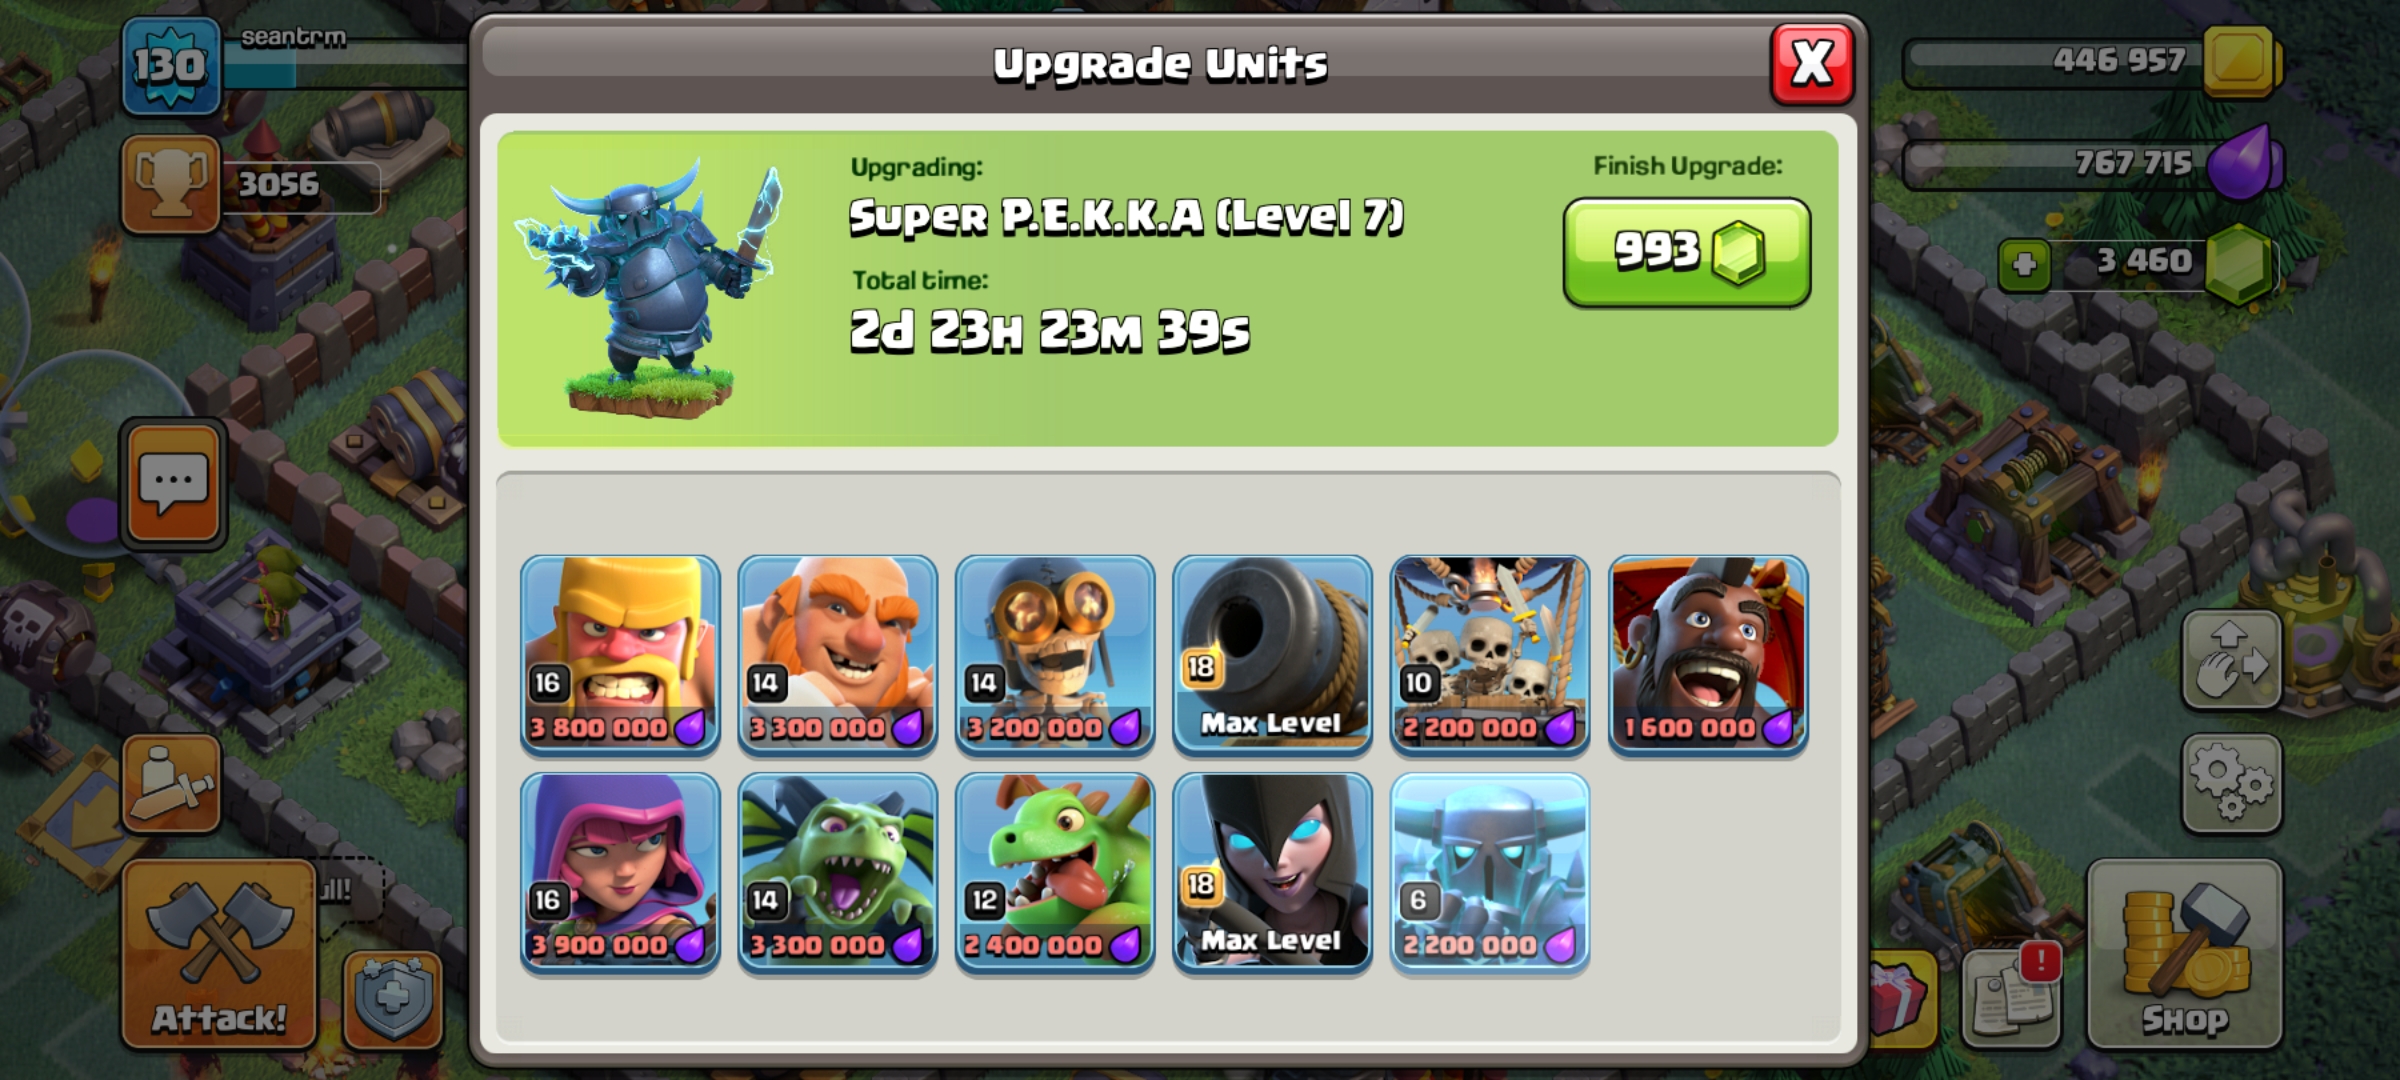 130
seantrm
3056
Upgrade Units
X
446 957
767 715
3 460
Upgrading:
Super P.E.K.K.A (Level 7)
Total time:
2d 23H 23M 39s
Finish Upgrade:
993
16
3 800 000
14
3 300 000
14
3 200 000
18
Max Level
10
2 200 000
1 600 000
16
3 900 000
14
3 300 000
12
2 400 000
18
Max Level
6
2 200 000
Attack!
!
Shop